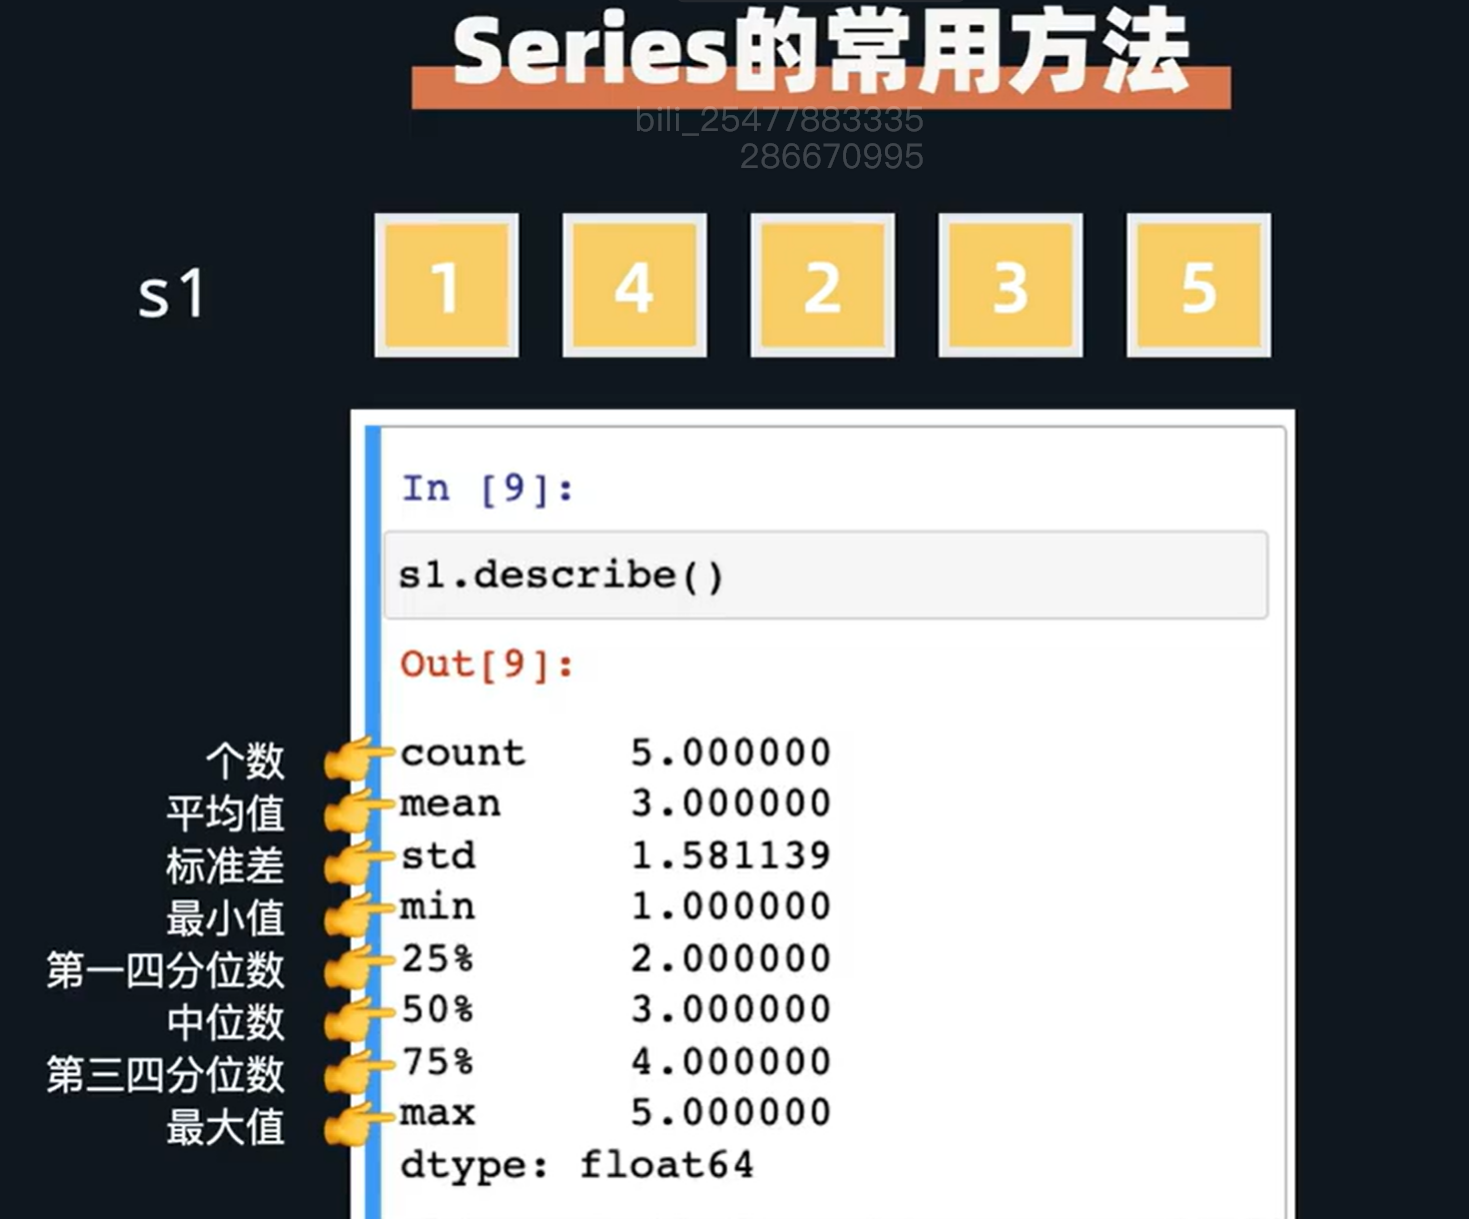 Series的常用方法
bili_25477883335
286670995
s1 1 4 2 3 5
In [9]:
s1.describe()
Out[9]:
个数 count 5.000000
平均值 mean 3.000000
标准差 std 1.581139
最小值 min 1.000000
第一四分位数 25% 2.000000
中位数 50% 3.000000
第三四分位数 75% 4.000000
最大值 max 5.000000
dtype: float64